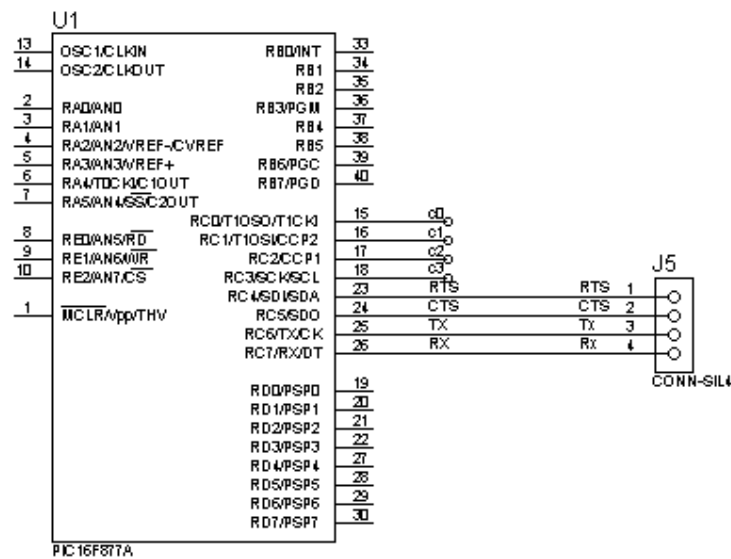 U1
13 OSC1/CLKIN RB0/INT 33
14 OSC2/CLKOUT RB1 34
RB2 35
2 RA0/AN0 RB3/PGM 36
3 RA1/AN1 RB4 37
4 RA2/AN2/VREF-/CVREF RB5 38
5 RA3/AN3/VREF+ RB6/PGC 39
6 RA4/T0CKI/C1OUT RB7/PGD 40
7 RA5/AN4/SS/C2OUT
RC0/T1OSO/T1CKI 15 c0
8 RE0/AN5/RD RC1/T1OSI/CCP2 16 c1
9 RE1/AN6/WR RC2/CCP1 17 c2
10 RE2/AN7/CS RC3/SCK/SCL 18 c3
J5
RC4/SDI/SDA 23 RTS RTS 1
1 MCLR/Vpp/THV RC5/SDO 24 CTS CTS 2
RC6/TX/CK 25 TX Tx 3
RC7/RX/DT 26 RX Rx 4
CONN-SIL4
RD0/PSP0 19
RD1/PSP1 20
RD2/PSP2 21
RD3/PSP3 22
RD4/PSP4 27
RD5/PSP5 28
RD6/PSP6 29
RD7/PSP7 30
PIC16F877A